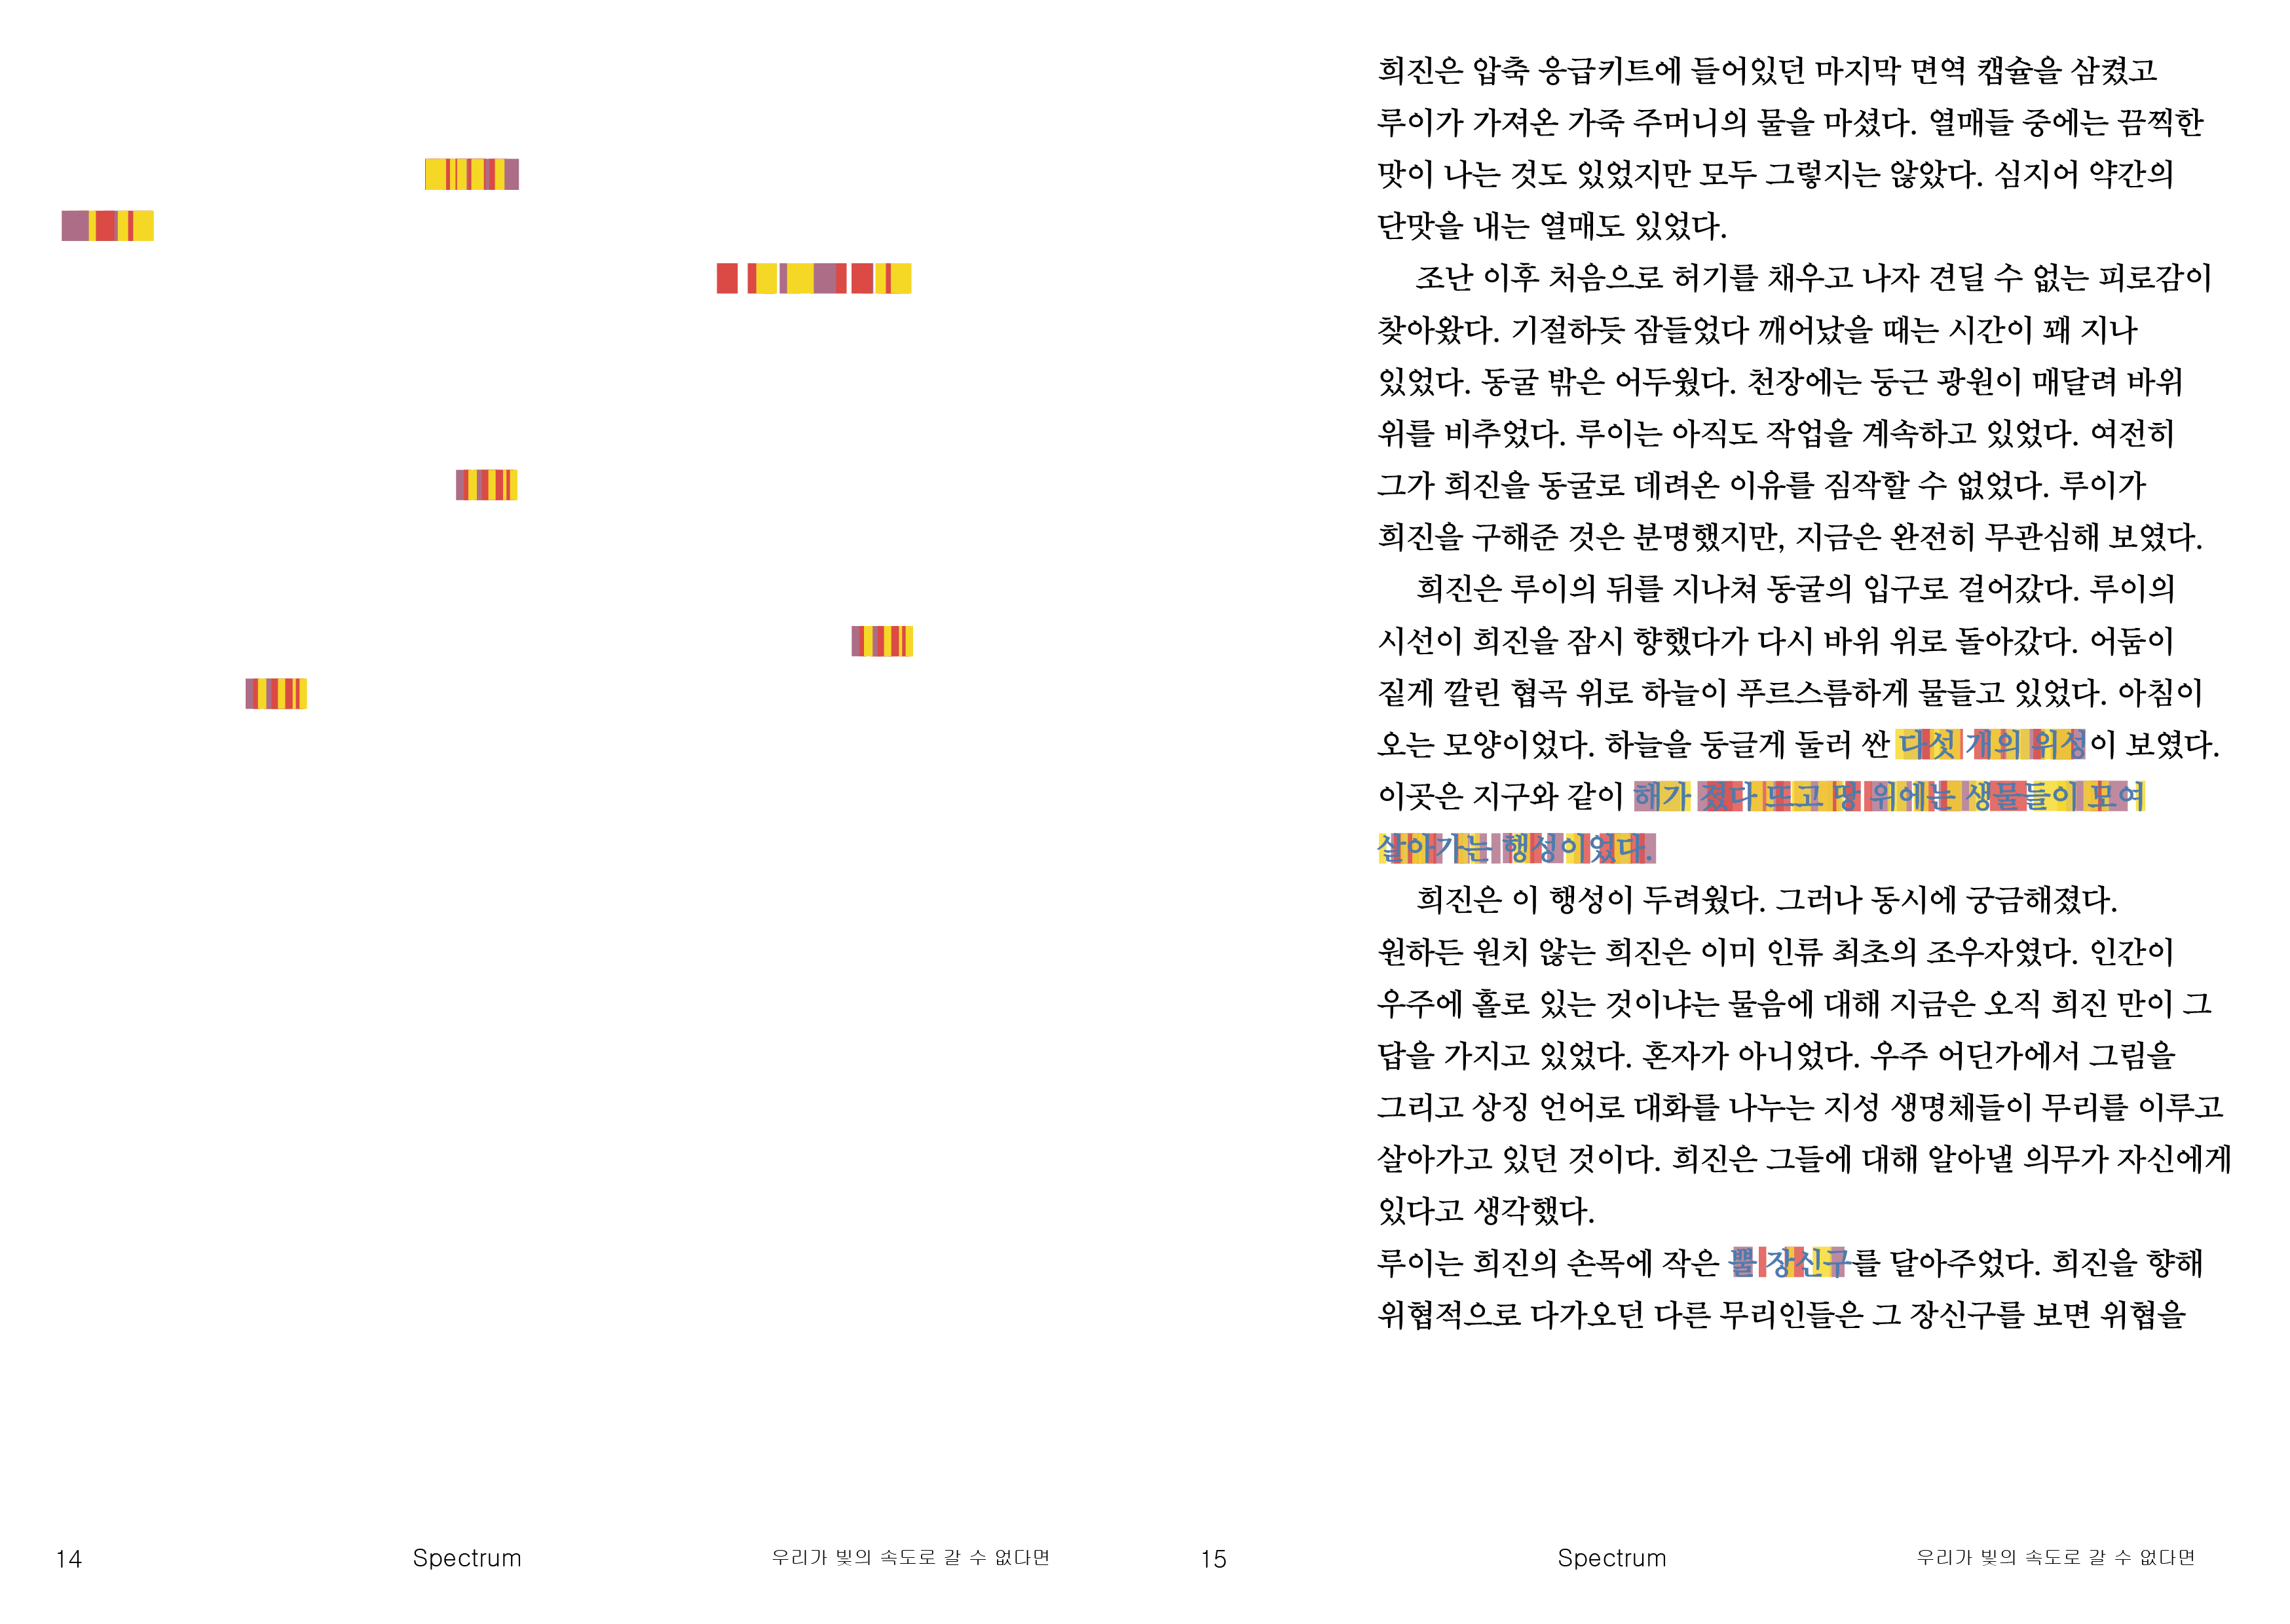 희진은 압축 응급키트에 들어있던 마지막 면역 캡슐을 삼켰고
루이가 가져온 가죽 주머니의 물을 마셨다. 열매들 중에는 끔찍한
맛이 나는 것도 있었지만 모두 그렇지는 않았다. 심지어 약간의
단맛을 내는 열매도 있었다.
조난 이후 처음으로 허기를 채우고 나자 견딜 수 없는 피로감이
찾아왔다. 기절하듯 잠들었다 깨어났을 때는 시간이 꽤 지나
있었다. 동굴 밖은 어두웠다. 천장에는 둥근 광원이 매달려 바위
위를 비추었다. 루이는 아직도 작업을 계속하고 있었다. 여전히
그가 희진을 동굴로 데려온 이유를 짐작할 수 없었다. 루이가
희진을 구해준 것은 분명했지만, 지금은 완전히 무관심해 보였다.
희진은 루이의 뒤를 지나쳐 동굴의 입구로 걸어갔다. 루이의
시선이 희진을 잠시 향했다가 다시 바위 위로 돌아갔다. 어둠이
짙게 깔린 협곡 위로 하늘이 푸르스름하게 물들고 있었다. 아침이
오는 모양이었다. 하늘을 둥글게 둘러 싼 다섯 개의 위성이 보였다.
이곳은 지구와 같이 해가 졌다 뜨고 땅 위에는 생물들이 모여
살아가는 행성이었다.
희진은 이 행성이 두려웠다. 그러나 동시에 궁금해졌다.
원하든 원치 않는 희진은 이미 인류 최초의 조우자였다. 인간이
우주에 홀로 있는 것이냐는 물음에 대해 지금은 오직 희진 만이 그
답을 가지고 있었다. 혼자가 아니었다. 우주 어딘가에서 그림을
그리고 상징 언어로 대화를 나누는 지성 생명체들이 무리를 이루고
살아가고 있던 것이다. 희진은 그들에 대해 알아낼 의무가 자신에게
있다고 생각했다.
루이는 희진의 손목에 작은 뿔 장신구를 달아주었다. 희진을 향해
위협적으로 다가오던 다른 무리인들은 그 장신구를 보면 위협을
14 Spectrum 우리가 빛의 속도로 갈 수 없다면
15 Spectrum 우리가 빛의 속도로 갈 수 없다면